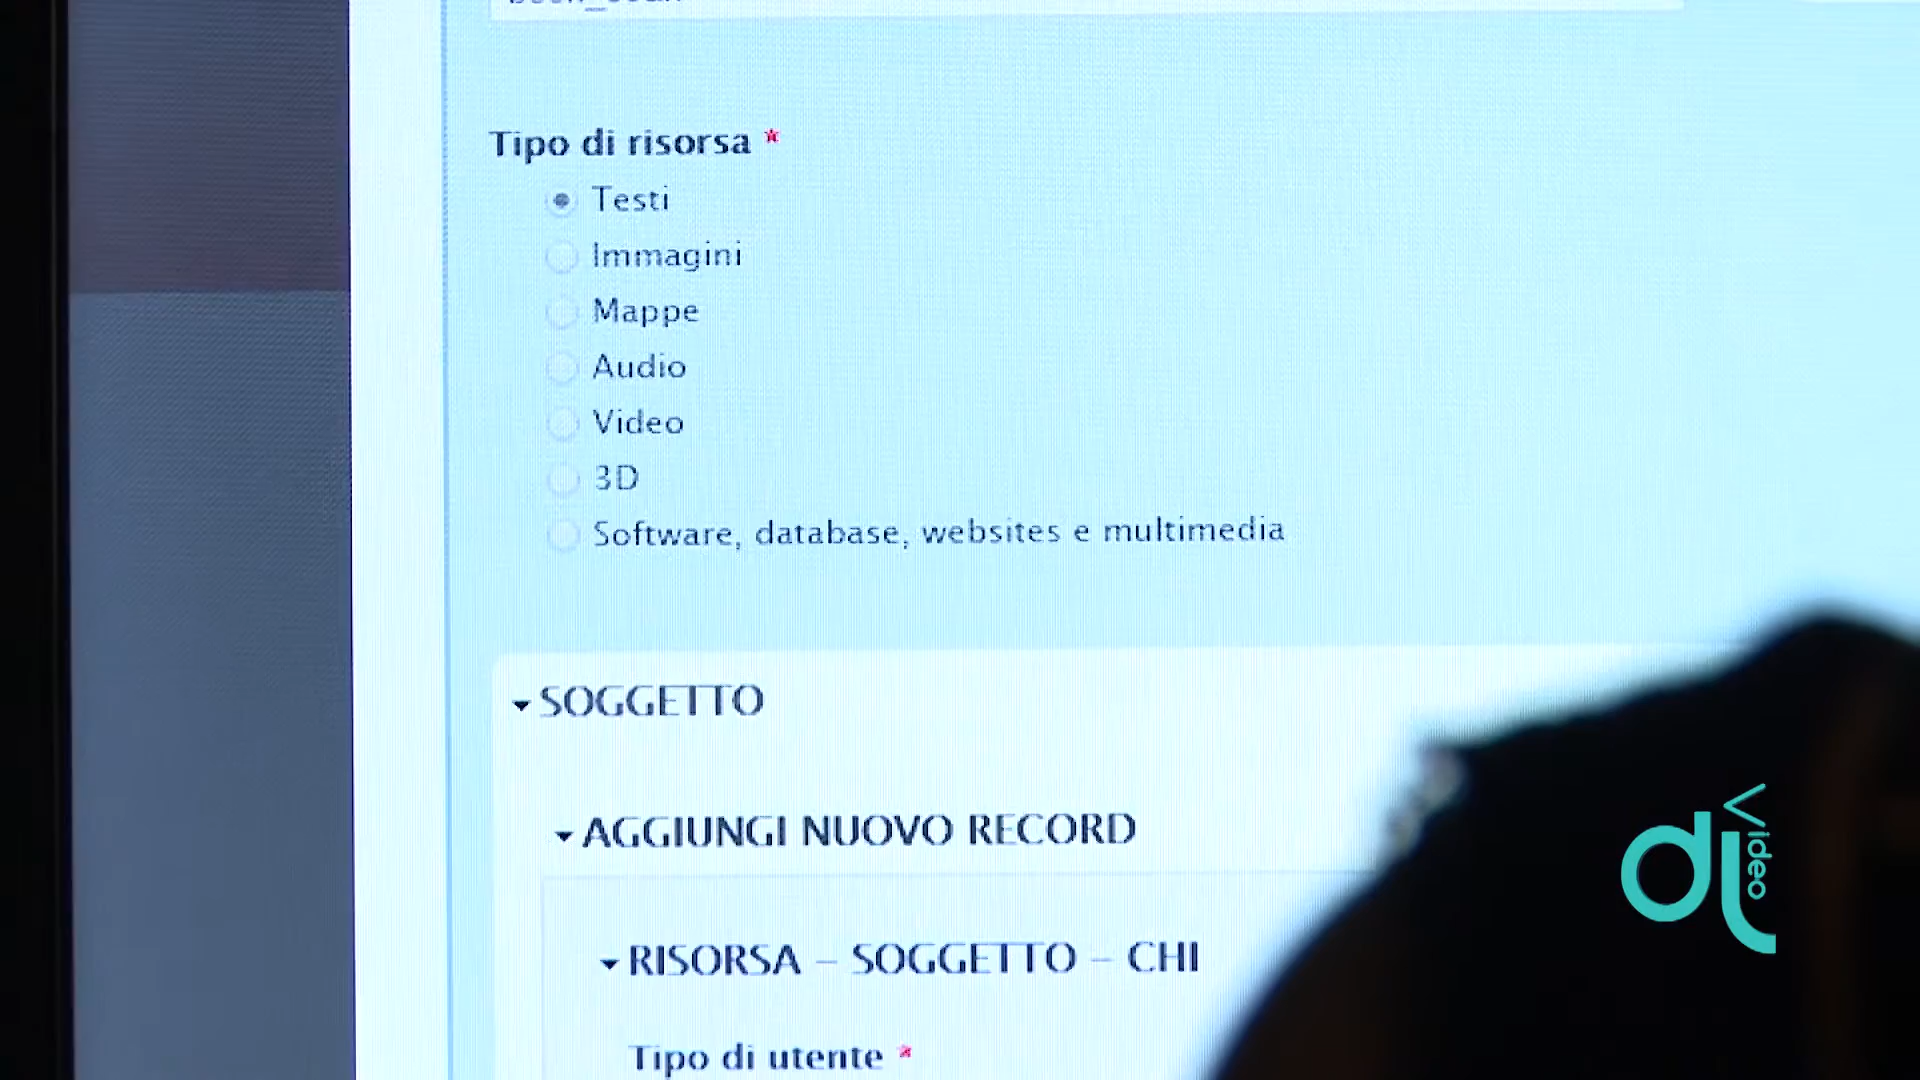 Tipo di risorsa *
Testi
Immagini
Mappe
Audio
Video
3D
Software, database, websites e multimedia
SOGGETTO
AGGIUNGI NUOVO RECORD
RISORSA – SOGGETTO – CHI
Tipo di utente *
dl Video